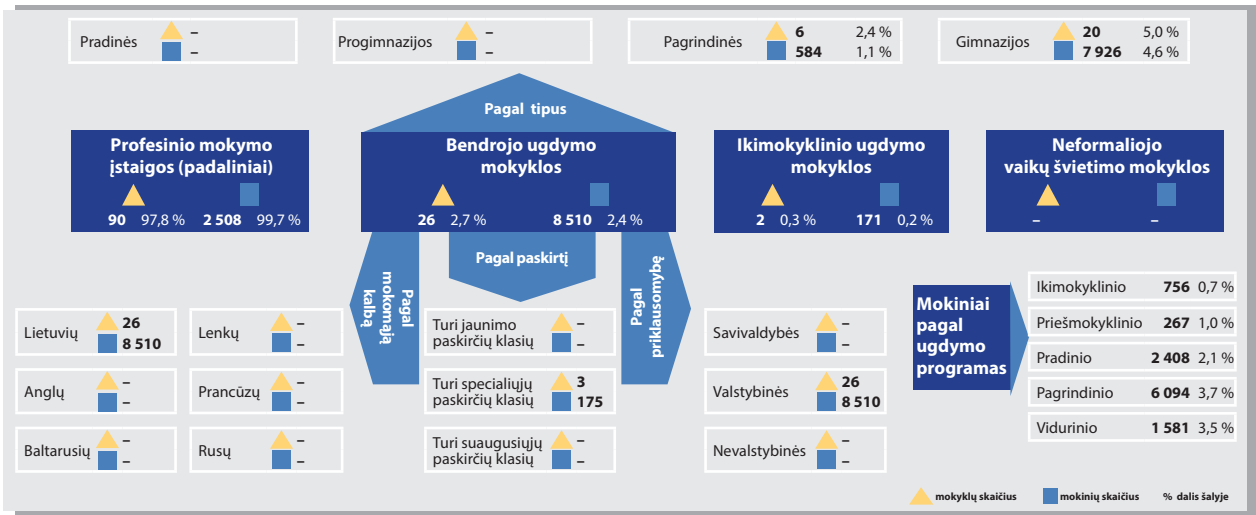 Pradinės
–
–
Progimnazijos
–
–
Pagrindinės
6 2,4 %
584 1,1 %
Gimnazijos
20 5,0 %
7 926 4,6 %
Pagal tipus
Profesinio mokymo
įstaigos (padaliniai)
90 97,8 % 2 508 99,7 %
Bendrojo ugdymo
mokyklos
26 2,7 % 8 510 2,4 %
Ikimokyklinio ugdymo
mokyklos
2 0,3 % 171 0,2 %
Neformaliojo
vaikų švietimo mokyklos
– –
Pagal
mokomąją
kalbą
Pagal paskirtį
Pagal
priklausomybę
Lietuvių
26
8 510
Lenkų
–
–
Anglų
–
–
Prancūzų
–
–
Baltarusių
–
–
Rusų
–
–
Turi jaunimo
paskirčių klasių
–
–
Turi specialiųjų
paskirčių klasių
3
175
Turi suaugusiųjų
paskirčių klasių
–
–
Savivaldybės
–
–
Valstybinės
26
8 510
Nevalstybinės
–
–
Mokiniai
pagal
ugdymo
programas
Ikimokyklinio 756 0,7 %
Priešmokyklinio 267 1,0 %
Pradinio 2 408 2,1 %
Pagrindinio 6 094 3,7 %
Vidurinio 1 581 3,5 %
mokyklų skaičius mokinių skaičius % dalis šalyje